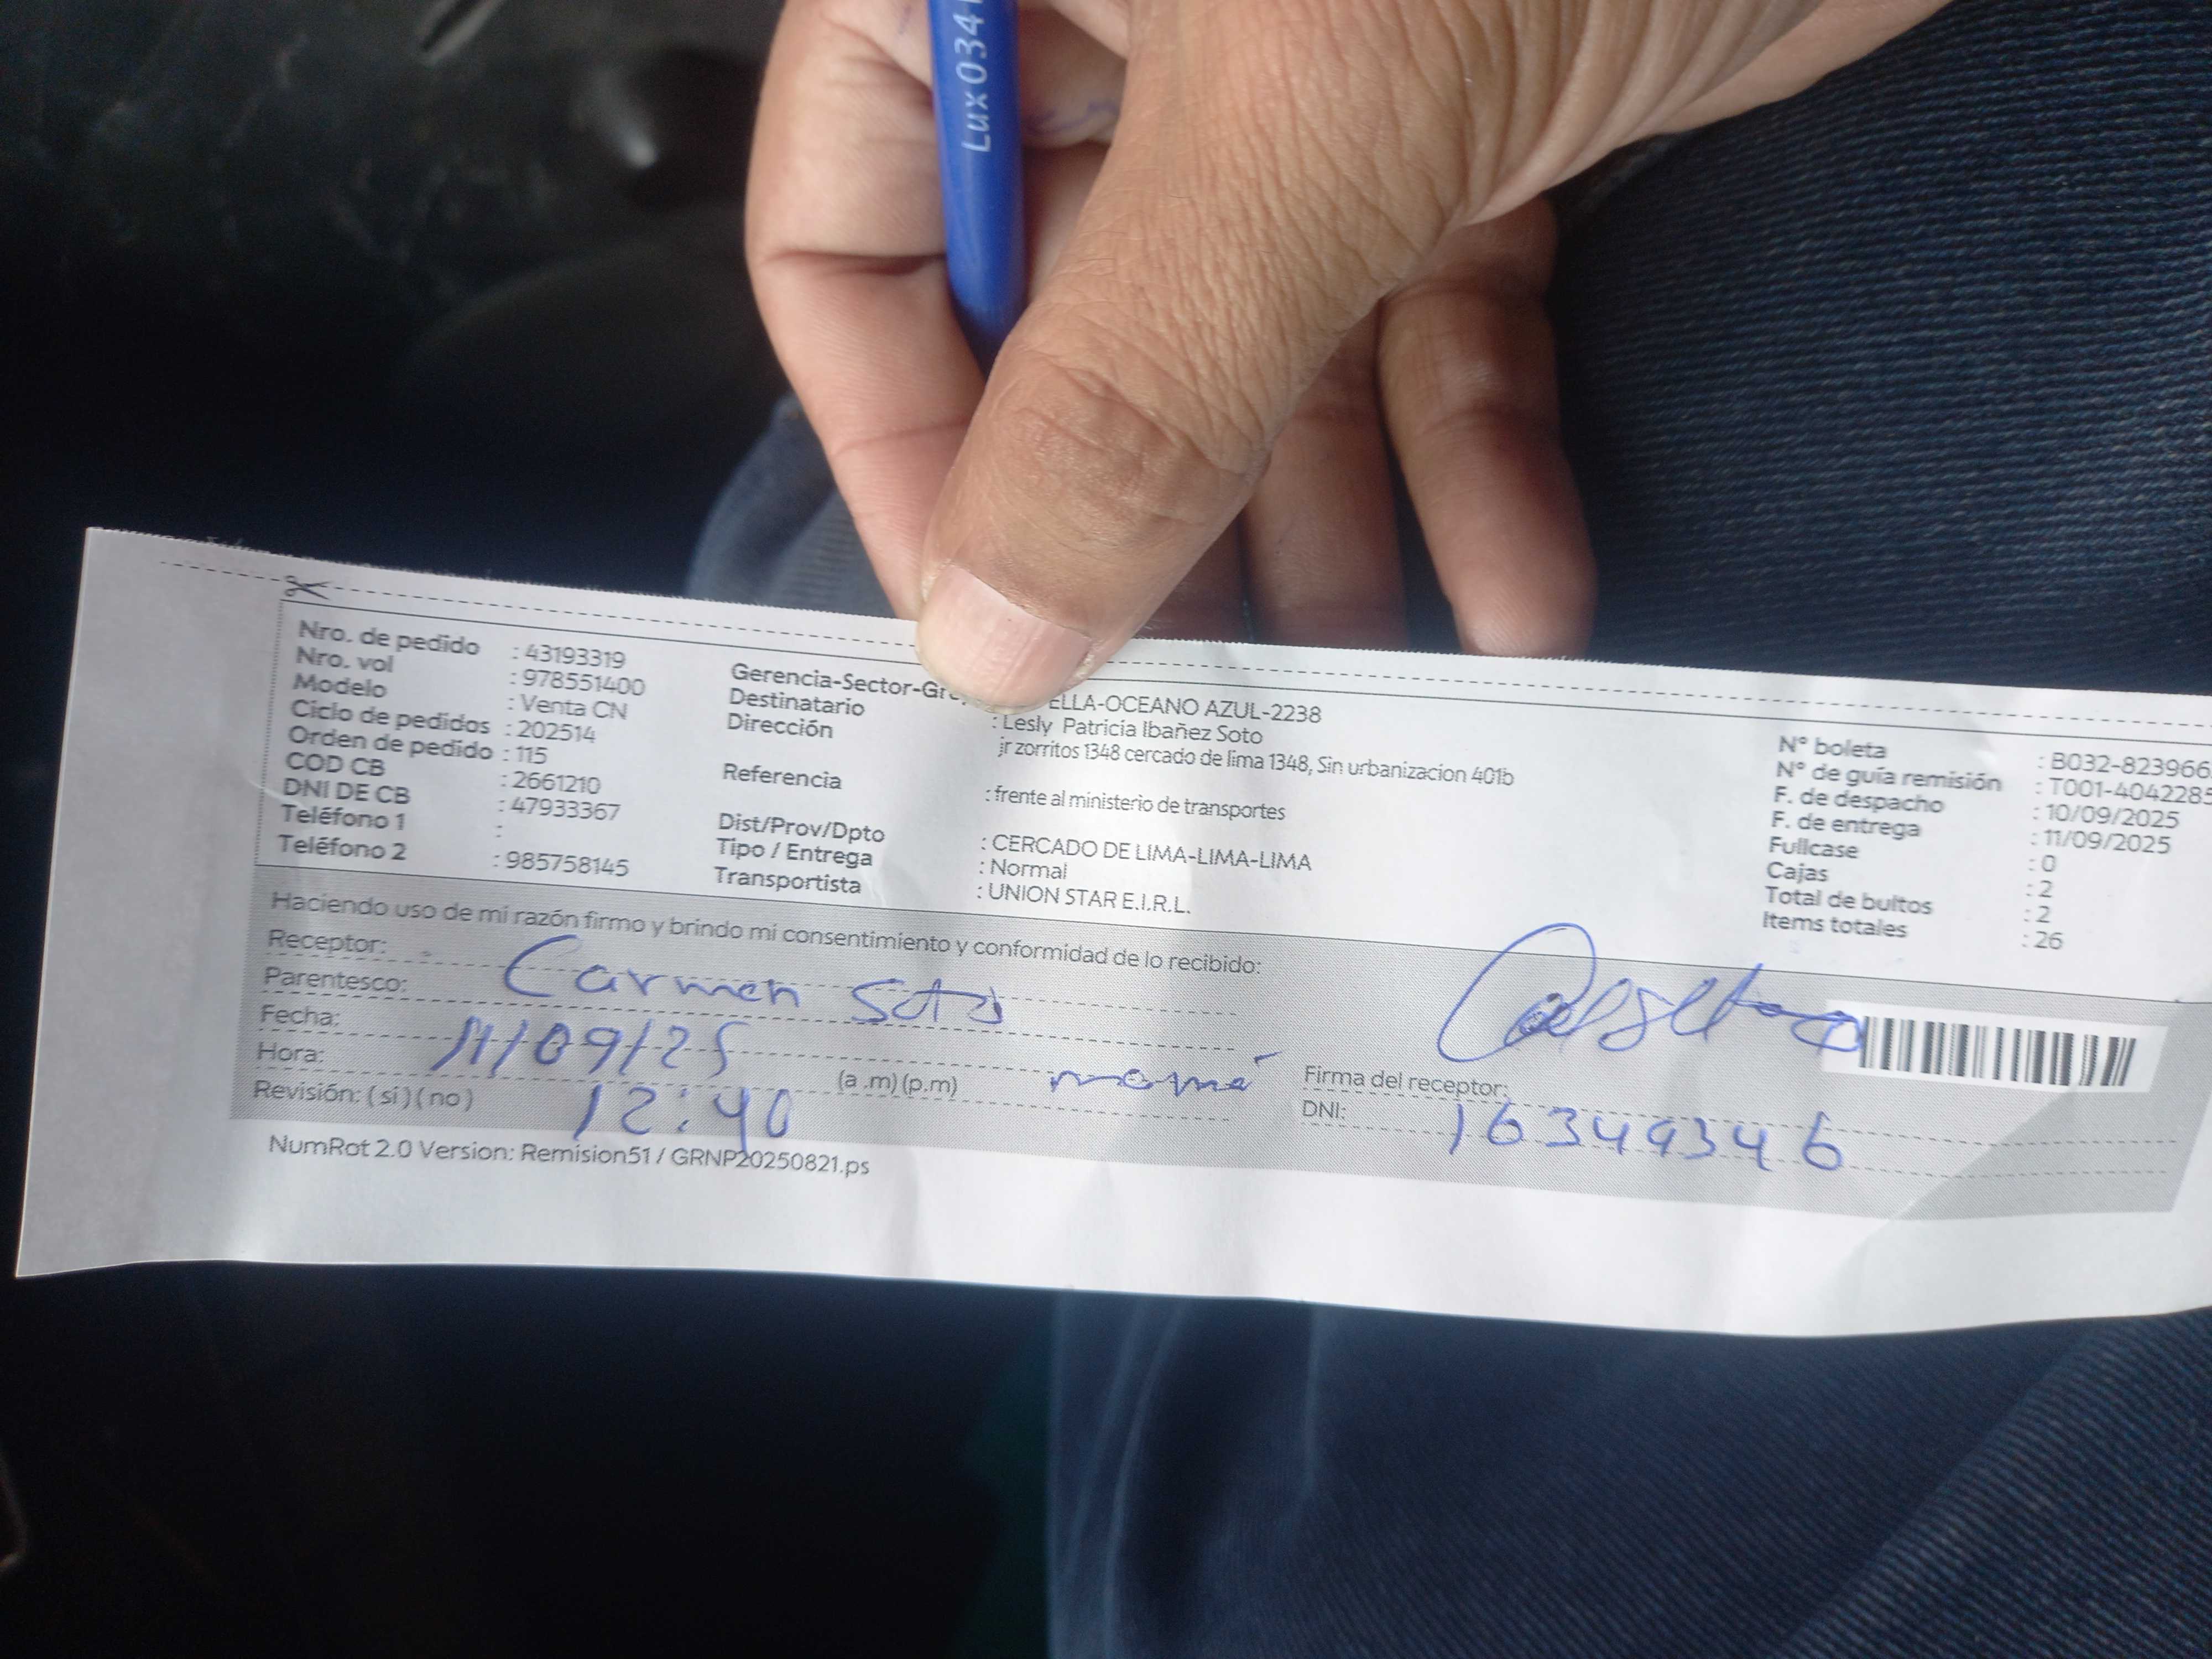 Lux 034
Nro. de pedido : 43193319
Nro. vol : 978551400
Modelo : Venta CN
Ciclo de pedidos : 202514
Orden de pedido : 115
COD CB : 2661210
DNI DE CB : 47933367
Teléfono 1 :
Teléfono 2 : 985758145
Gerencia-Sector-Gr ELLA-OCEANO AZUL-2238
Destinatario : Lesly Patricia Ibañez Soto
Dirección jr zorritos 1348 cercado de lima 1348, Sin urbanizacion 401b
Referencia : frente al ministerio de transportes
Dist/Prov/Dpto : CERCADO DE LIMA-LIMA-LIMA
Tipo / Entrega : Normal
Transportista : UNION STAR E.I.R.L.
N° boleta : B032-823966
N° de guía remisión : T001-4042285
F. de despacho : 10/09/2025
F. de entrega : 11/09/2025
Fullcase : 0
Cajas : 2
Total de bultos : 2
Items totales : 26
Haciendo uso de mi razón firmo y brindo mi consentimiento y conformidad de lo recibido:
Receptor: Carmen Soto
Parentesco: mamá
Fecha: 11/09/25
Hora: 12:40 (a .m) (p.m)
Revisión: ( si ) ( no )
Firma del receptor:
DNI: 16349346
NumRot 2.0 Version: Remision51 / GRNP20250821.ps